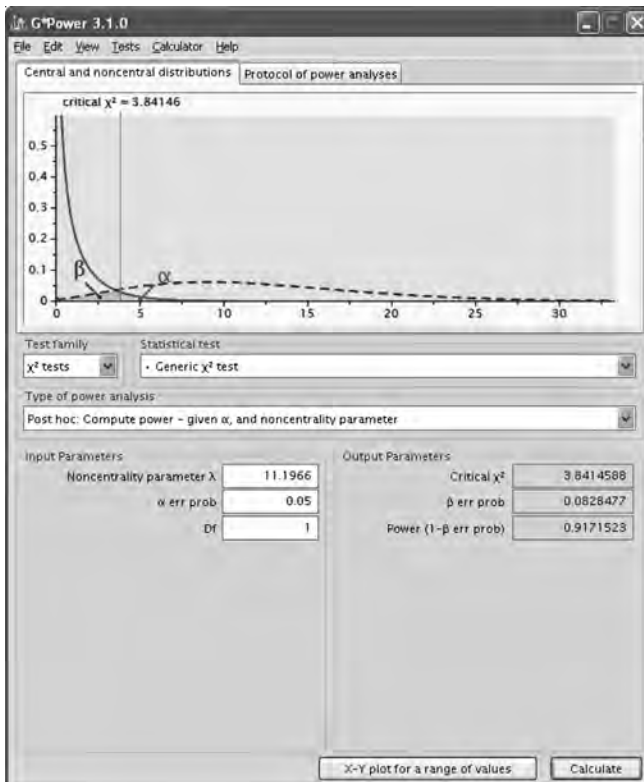 G*Power 3.1.0
File Edit View Tests Calculator Help
Central and noncentral distributions
Protocol of power analyses
critical χ² = 3.84146
0.5
0.4
0.3
0.2
0.1
0
β
α
0 5 10 15 20 25 30
Test family
Statistical test
χ² tests
Generic χ² test
Type of power analysis
Post hoc: Compute power – given α, and noncentrality parameter
Input Parameters
Output Parameters
Noncentrality parameter λ 11.1966
Critical χ² 3.8414588
α err prob 0.05
β err prob 0.0828477
Df 1
Power (1-β err prob) 0.9171523
X-Y plot for a range of values
Calculate